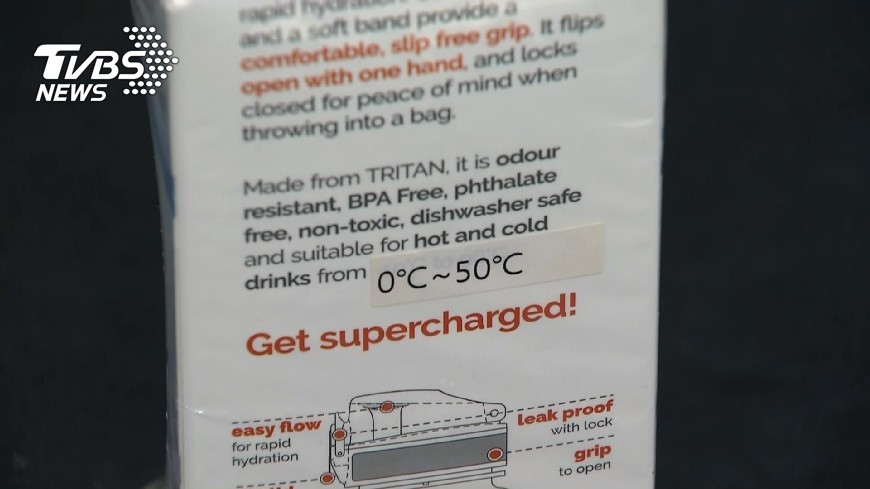 TVBS
NEWS
rapid hydration.
and a soft band provide a
comfortable, slip free grip. It flips
open with one hand, and locks
closed for peace of mind when
throwing into a bag.
Made from TRITAN, it is odour
resistant, BPA Free, phthalate
free, non-toxic, dishwasher safe
and suitable for hot and cold
drinks from 0°C~50°C
Get supercharged!
easy flow
for rapid
hydration
leak proof
with lock
grip
to open